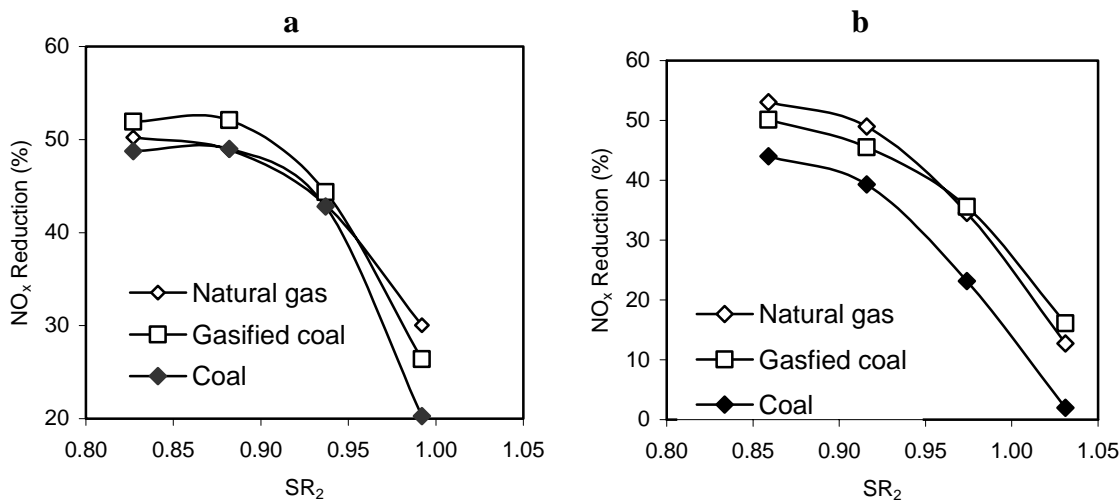 a
60
50
40
30
20
NOx Reduction (%)
Natural gas
Gasified coal
Coal
0.80 0.85 0.90 0.95 1.00 1.05
SR2
b
60
50
40
30
20
10
0
NOx Reduction (%)
Natural gas
Gasfied coal
Coal
0.80 0.85 0.90 0.95 1.00 1.05
SR2